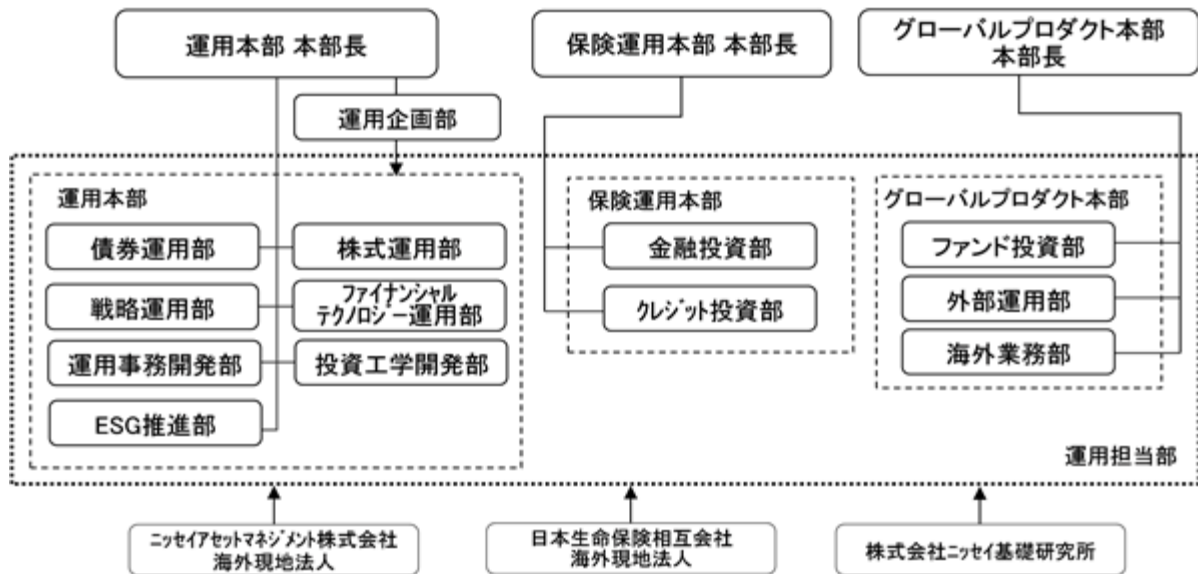 運用本部 本部長
保険運用本部 本部長
グローバルプロダクト本部
本部長
運用企画部
運用本部
債券運用部
株式運用部
戦略運用部
ファイナンシャル
テクノロジー運用部
運用事務開発部
投資工学開発部
ESG推進部
保険運用本部
金融投資部
クレジット投資部
グローバルプロダクト本部
ファンド投資部
外部運用部
海外業務部
運用担当部
ニッセイアセットマネジメント株式会社
海外現地法人
日本生命保険相互会社
海外現地法人
株式会社ニッセイ基礎研究所